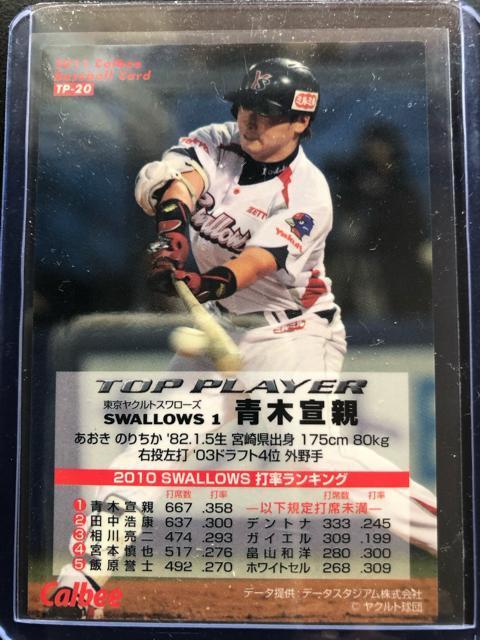 2011 Calbee
Baseball Card
TP-20
Swallows
Yakult
TOP PLAYER
東京ヤクルトスワローズ
SWALLOWS 1 青木宣親
あおき のりちか '82.1.5生 宮崎県出身 175cm 80kg
右投左打 '03ドラフト4位 外野手
2010 SWALLOWS 打率ランキング
打席数 打率 打席数 打率
① 青木宣親 667 .358 ―以下規定打席未満―
② 田中浩康 637 .300 デントナ 333 .245
③ 相川亮二 474 .293 ガイエル 309 .199
④ 宮本慎也 517 .276 畠山和洋 280 .300
⑤ 飯原誉士 492 .270 ホワイトセル 268 .309
Calbee
データ提供:データスタジアム株式会社
© ヤクルト球団